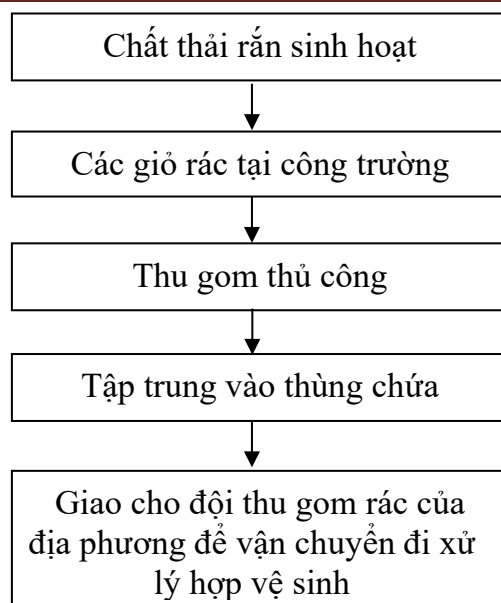 Chất thải rắn sinh hoạt
Các giỏ rác tại công trường
Thu gom thủ công
Tập trung vào thùng chứa
Giao cho đội thu gom rác của
địa phương để vận chuyển đi xử
lý hợp vệ sinh